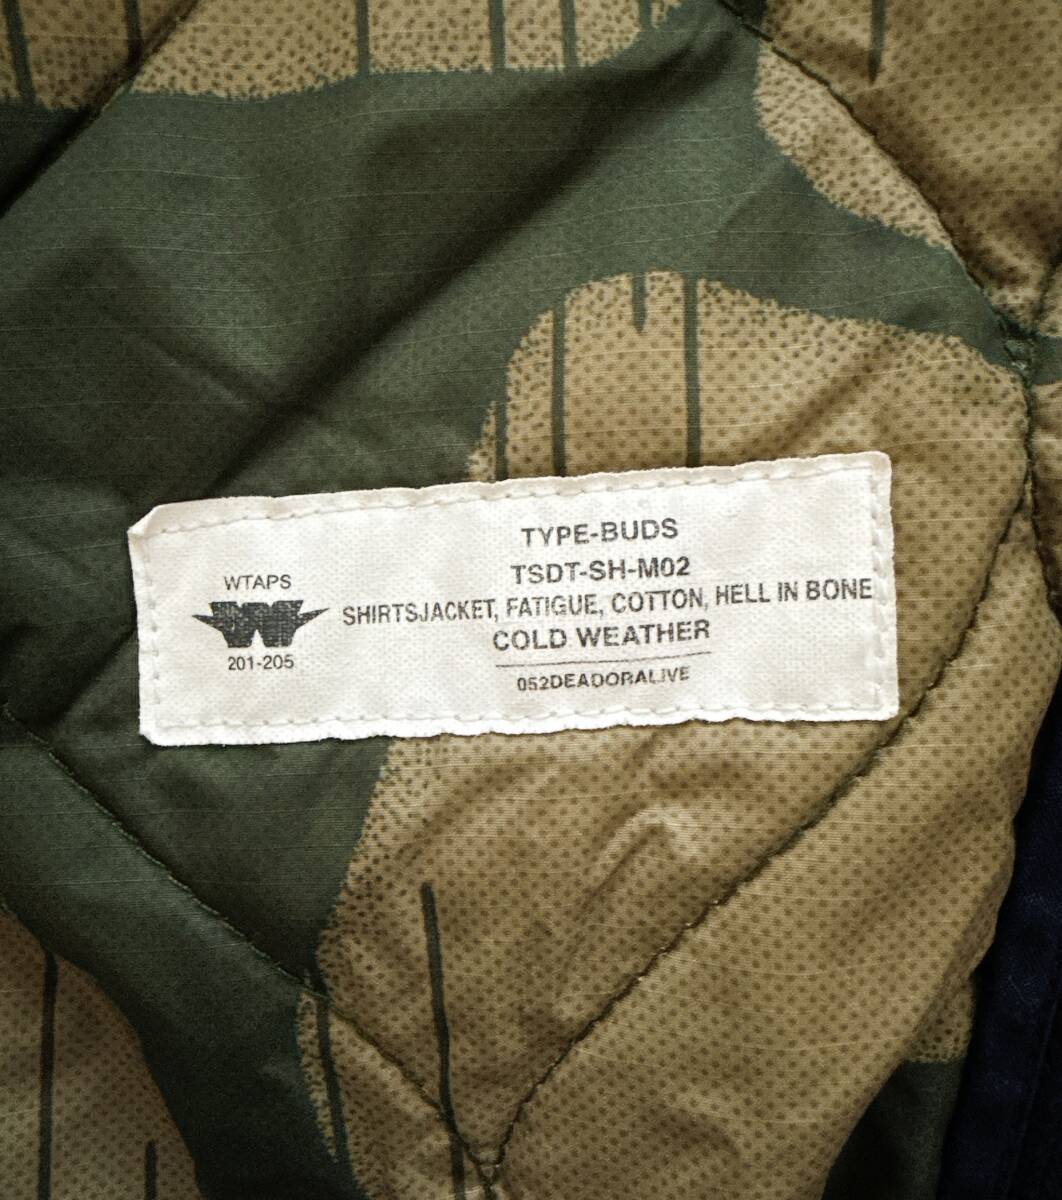 WTAPS
201-205
TYPE-BUDS
TSDT-SH-M02
SHIRTSJACKET, FATIGUE, COTTON, HELL IN BONE
COLD WEATHER
052DEADORALIVE